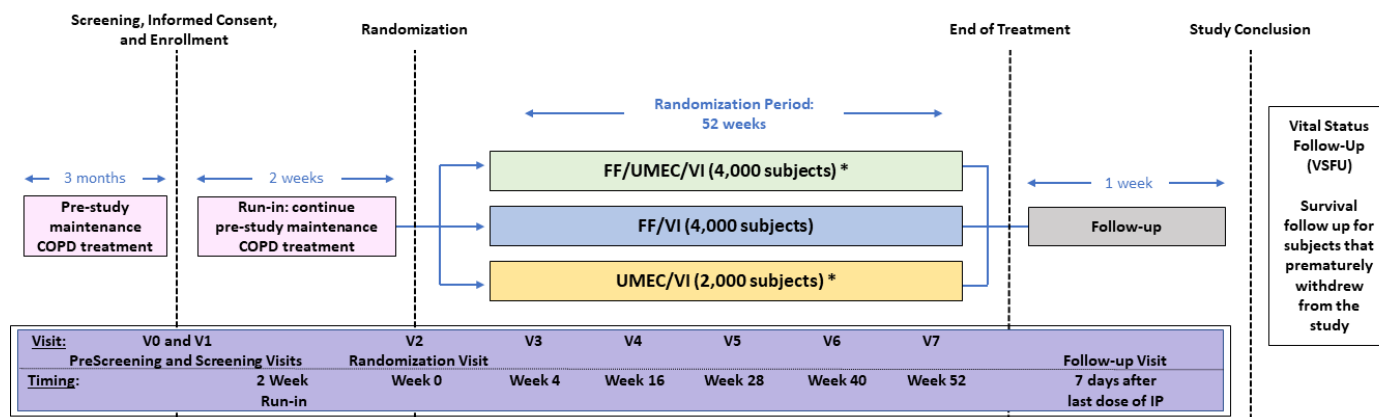 Screening, Informed Consent,
and Enrollment
Randomization
End of Treatment
Study Conclusion
Randomization Period:
52 weeks
3 months
2 weeks
1 week
Pre-study
maintenance
COPD treatment
Run-in: continue
pre-study maintenance
COPD treatment
FF/UMEC/VI (4,000 subjects) *
FF/VI (4,000 subjects)
UMEC/VI (2,000 subjects) *
Follow-up
Vital Status
Follow-Up
(VSFU)
Survival
follow up for
subjects that
prematurely
withdrew
from the
study
Visit: V0 and V1 V2 V3 V4 V5 V6 V7
PreScreening and Screening Visits Randomization Visit Follow-up Visit
Timing: 2 Week Week 0 Week 4 Week 16 Week 28 Week 40 Week 52 7 days after
Run-in last dose of IP